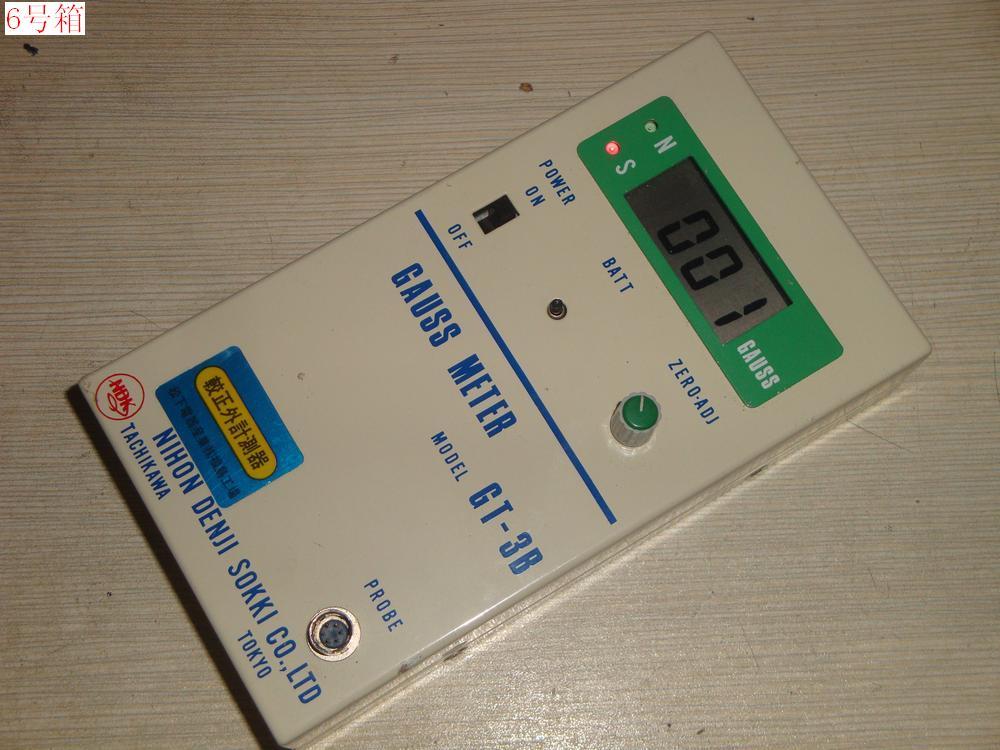 6号箱
N
S
001
GAUSS
POWER
ON
OFF
BATT
ZERO·ADJ
GAUSS METER
MODEL GT-3B
PROBE
NDK
較正外計測器
NIHON DENJI SOKKI CO.,LTD
TACHIKAWA
TOKYO